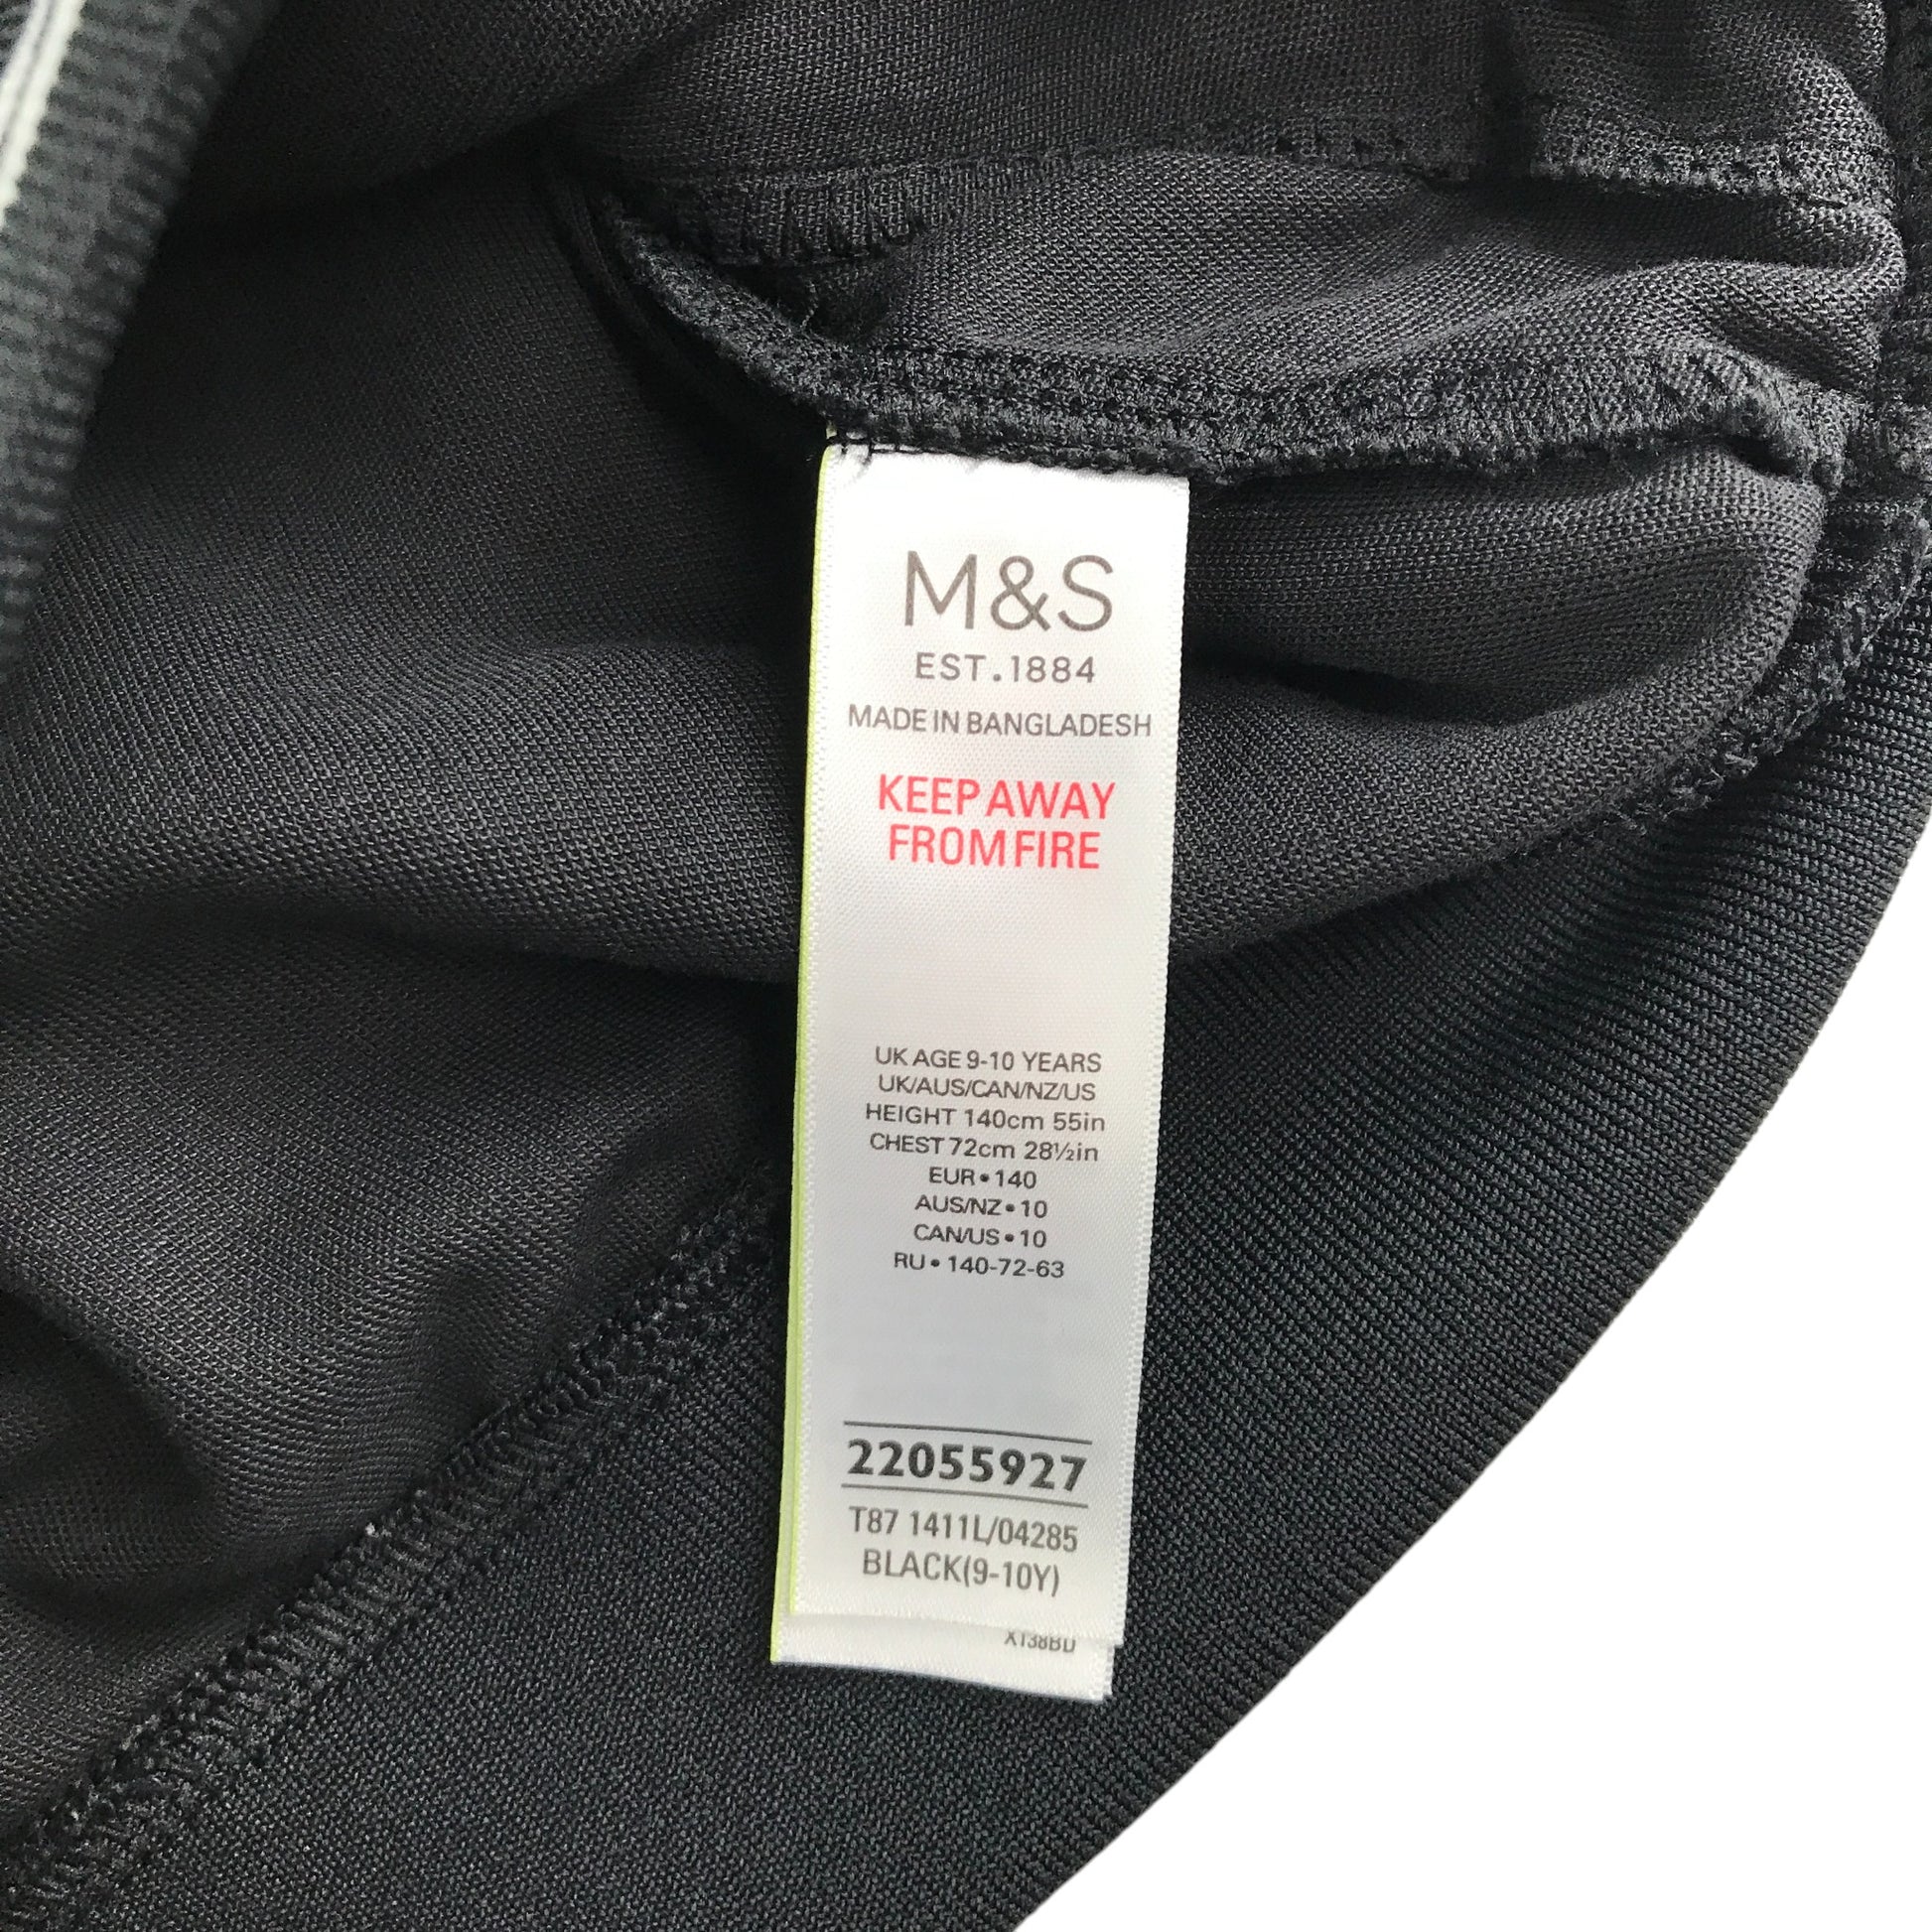 M&S
EST.1884
MADE IN BANGLADESH
KEEP AWAY
FROM FIRE
UK AGE 9-10 YEARS
UK/AUS/CAN/NZ/US
HEIGHT 140cm 55in
CHEST 72cm 28½in
EUR•140
AUS/NZ•10
CAN/US•10
RU•140-72-63
22055927
T87 1411L/04285
BLACK(9-10Y)
X138BD